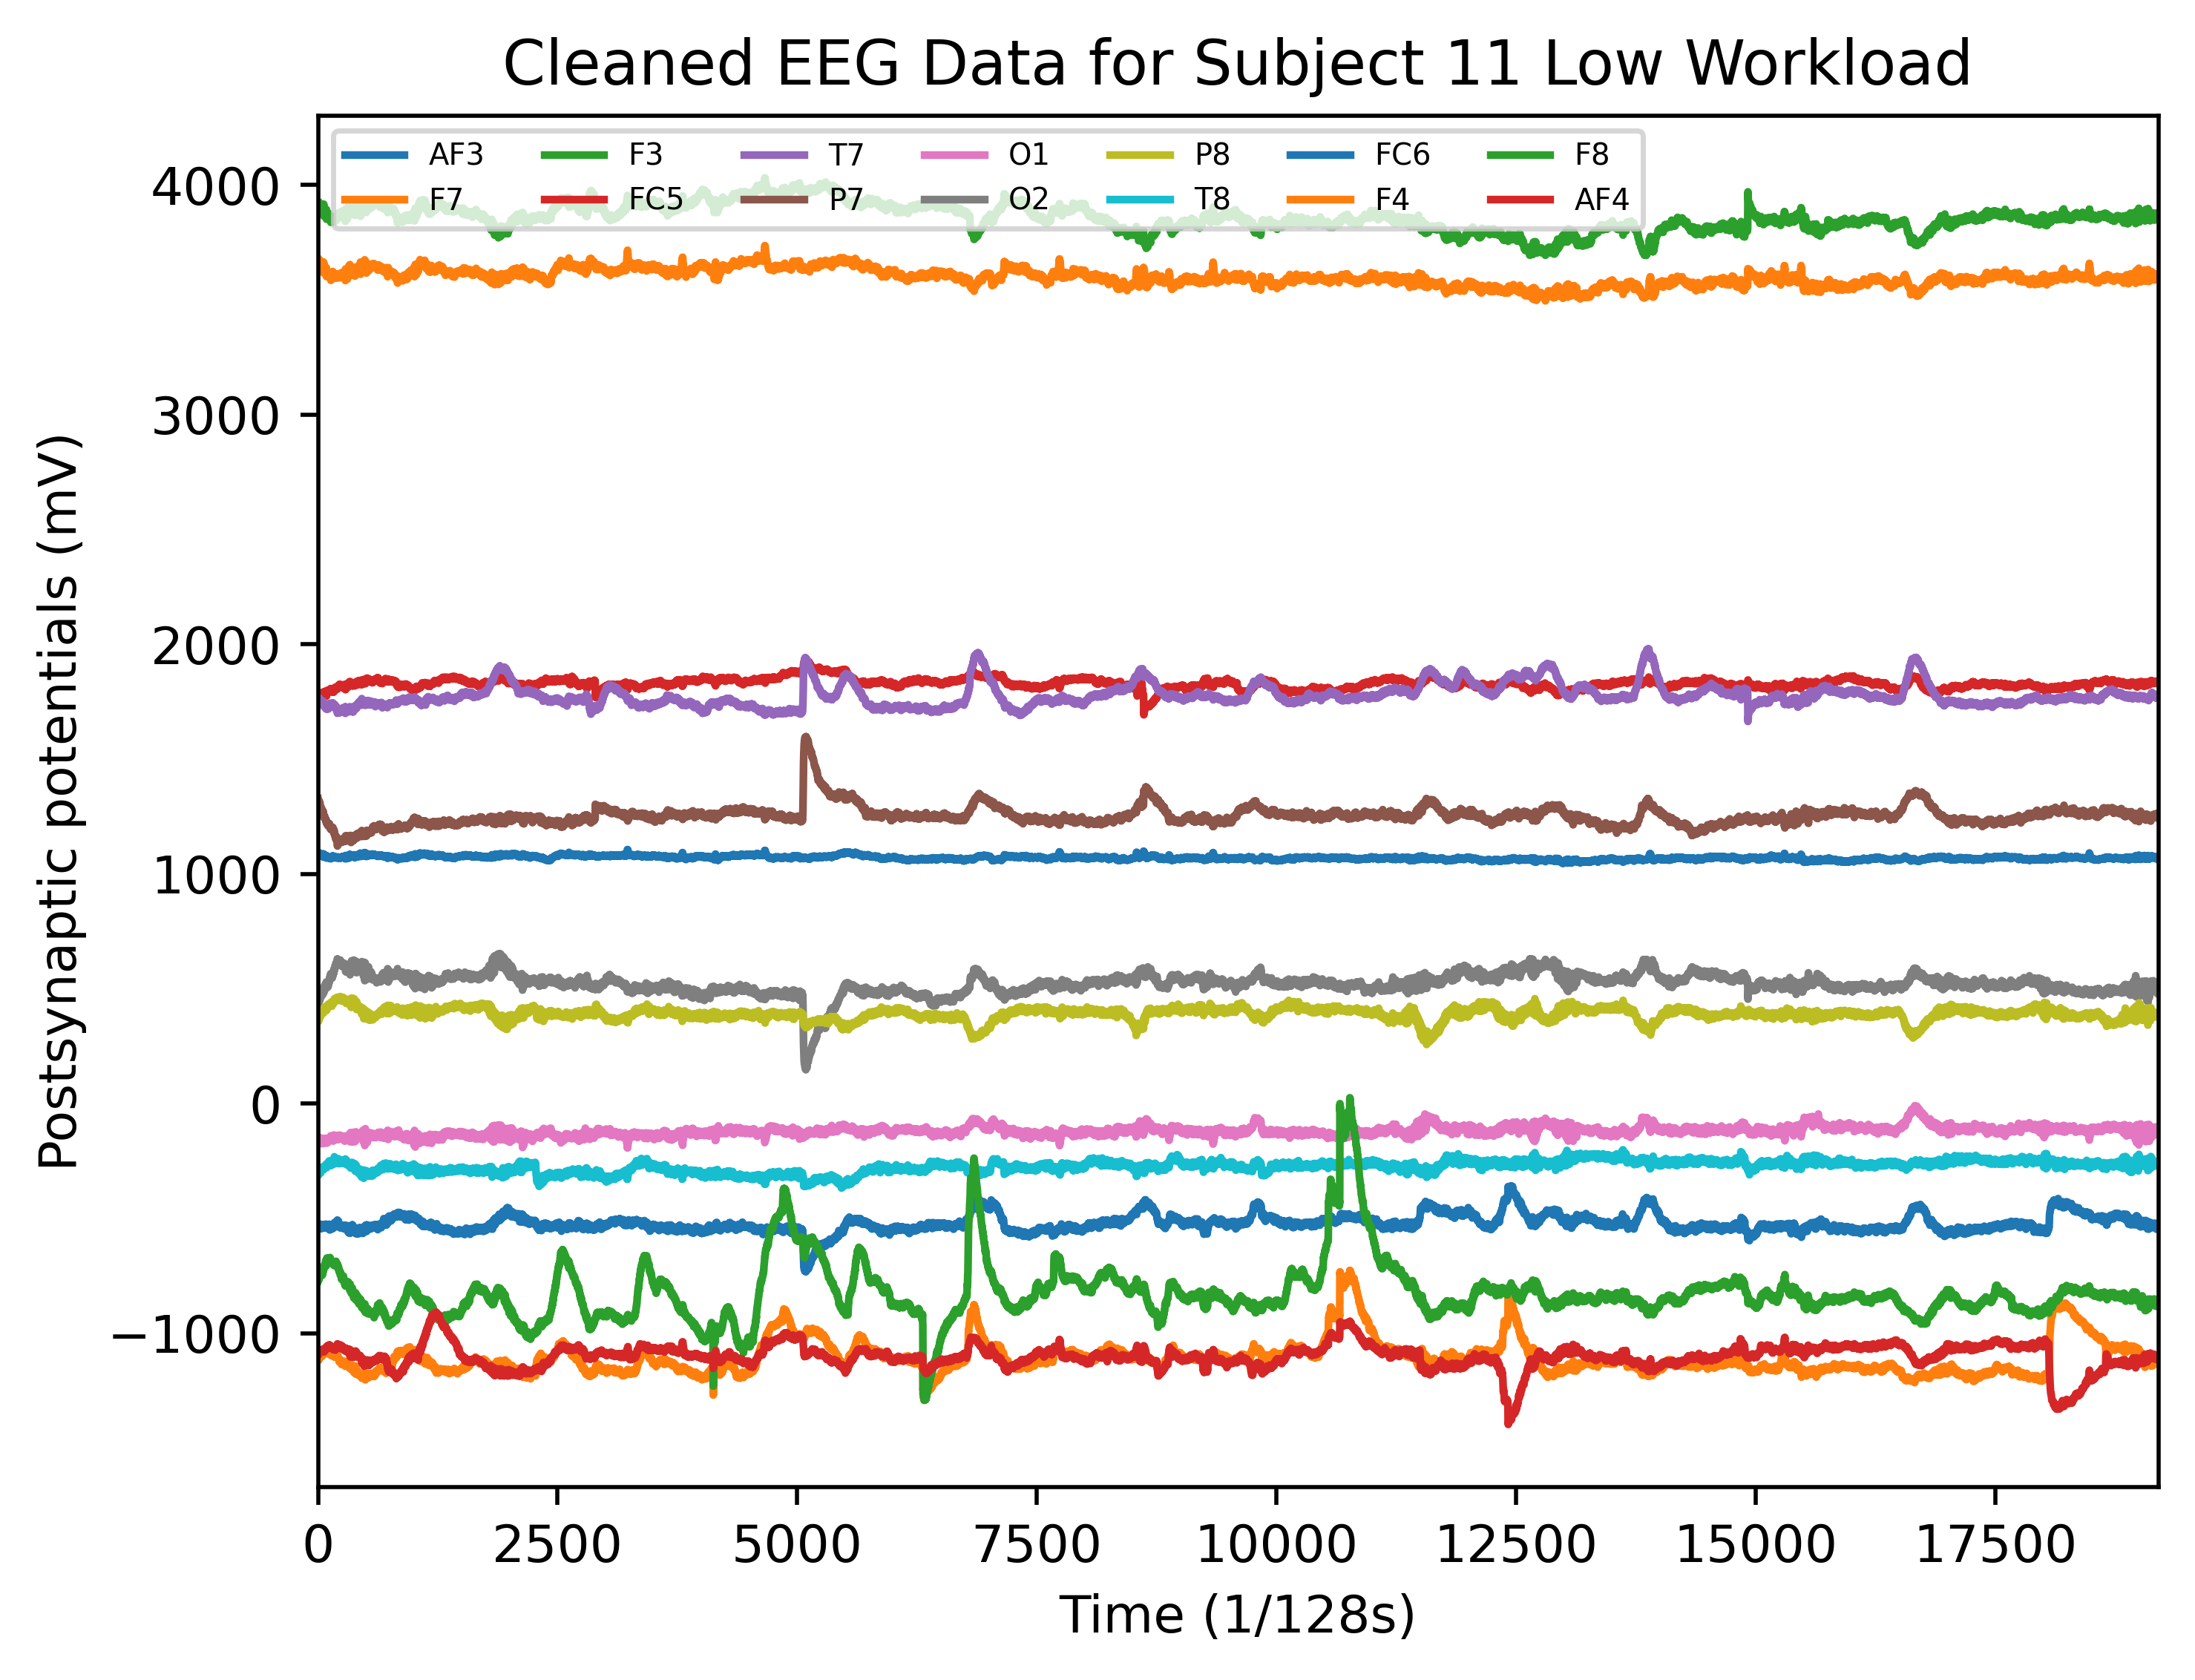 Cleaned EEG Data for Subject 11 Low Workload
AF3 F3 T7 O1 P8 FC6 F8
F7 FC5 P7 O2 T8 F4 AF4
4000
3000
2000
1000
0
−1000
Postsynaptic potentials (mV)
0 2500 5000 7500 10000 12500 15000 17500
Time (1/128s)